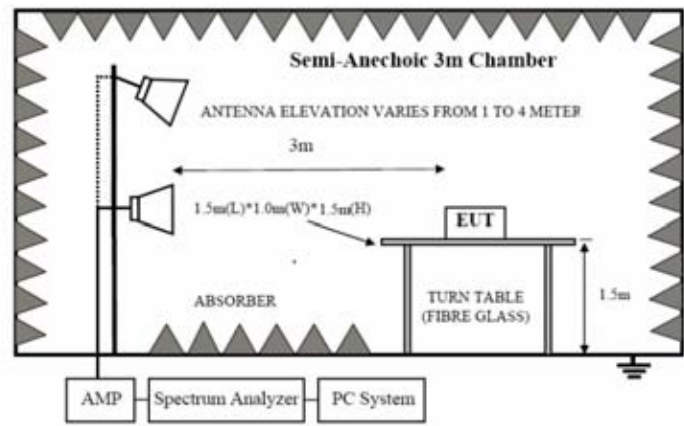 Semi-Anechoic 3m Chamber
ANTENNA ELEVATION VARIES FROM 1 TO 4 METER
3m
1.5m(L)*1.0m(W)*1.5m(H)
EUT
ABSORBER
TURN TABLE
(FIBRE GLASS)
1.5m
AMP
Spectrum Analyzer
PC System